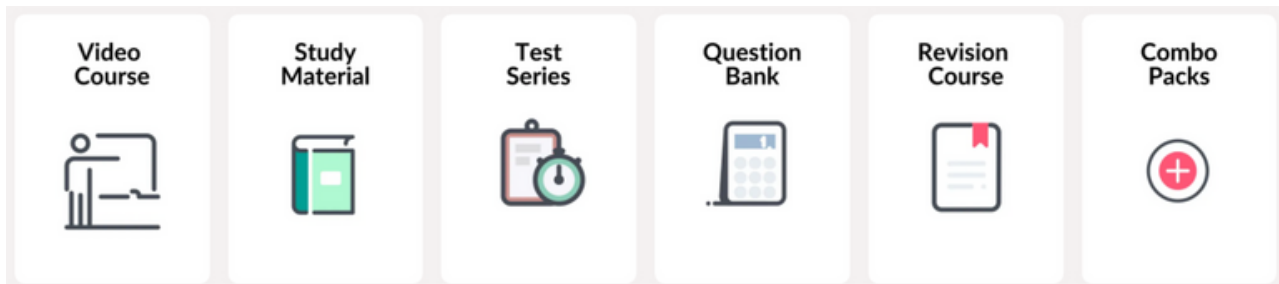 Video
Course
Study
Material
Test
Series
Question
Bank
Revision
Course
Combo
Packs